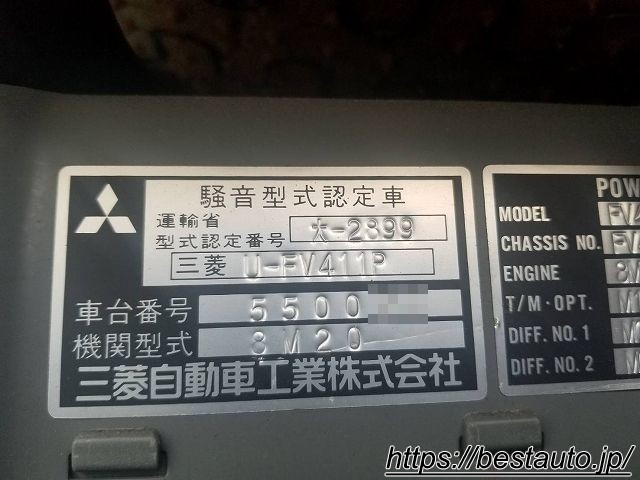 騒音型式認定車
運輸省
型式認定番号 大-2899
三菱 U-FV411P
車台番号 5500
機関型式 8M20
三菱自動車工業株式会社
POW
MODEL FV
CHASSIS NO. FV
ENGINE 8M
T/M・OPT. M
DIFF. NO. 1
DIFF. NO. 2
https://bestauto.jp/